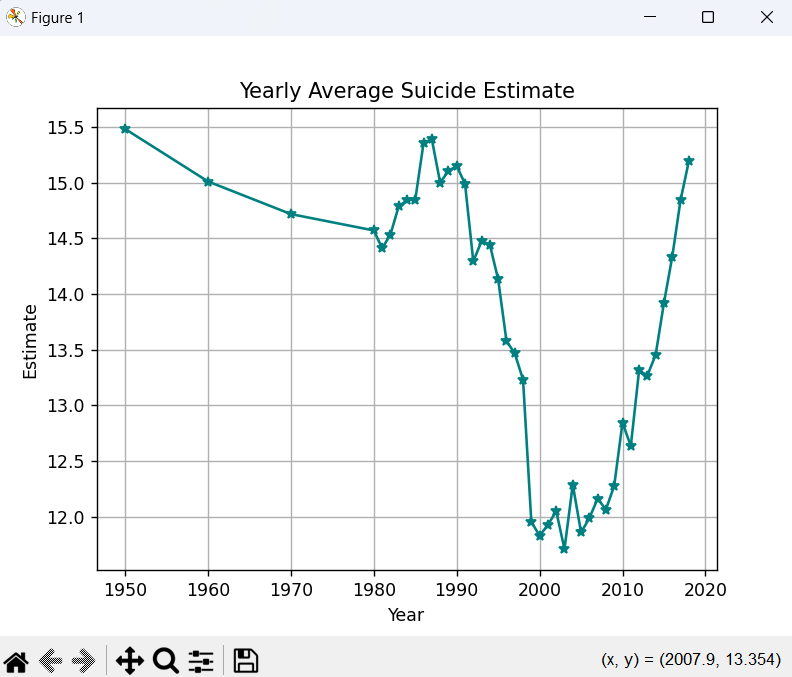 Figure 1
Yearly Average Suicide Estimate
Estimate
15.5
15.0
14.5
14.0
13.5
13.0
12.5
12.0
1950 1960 1970 1980 1990 2000 2010 2020
Year
(x, y) = (2007.9, 13.354)